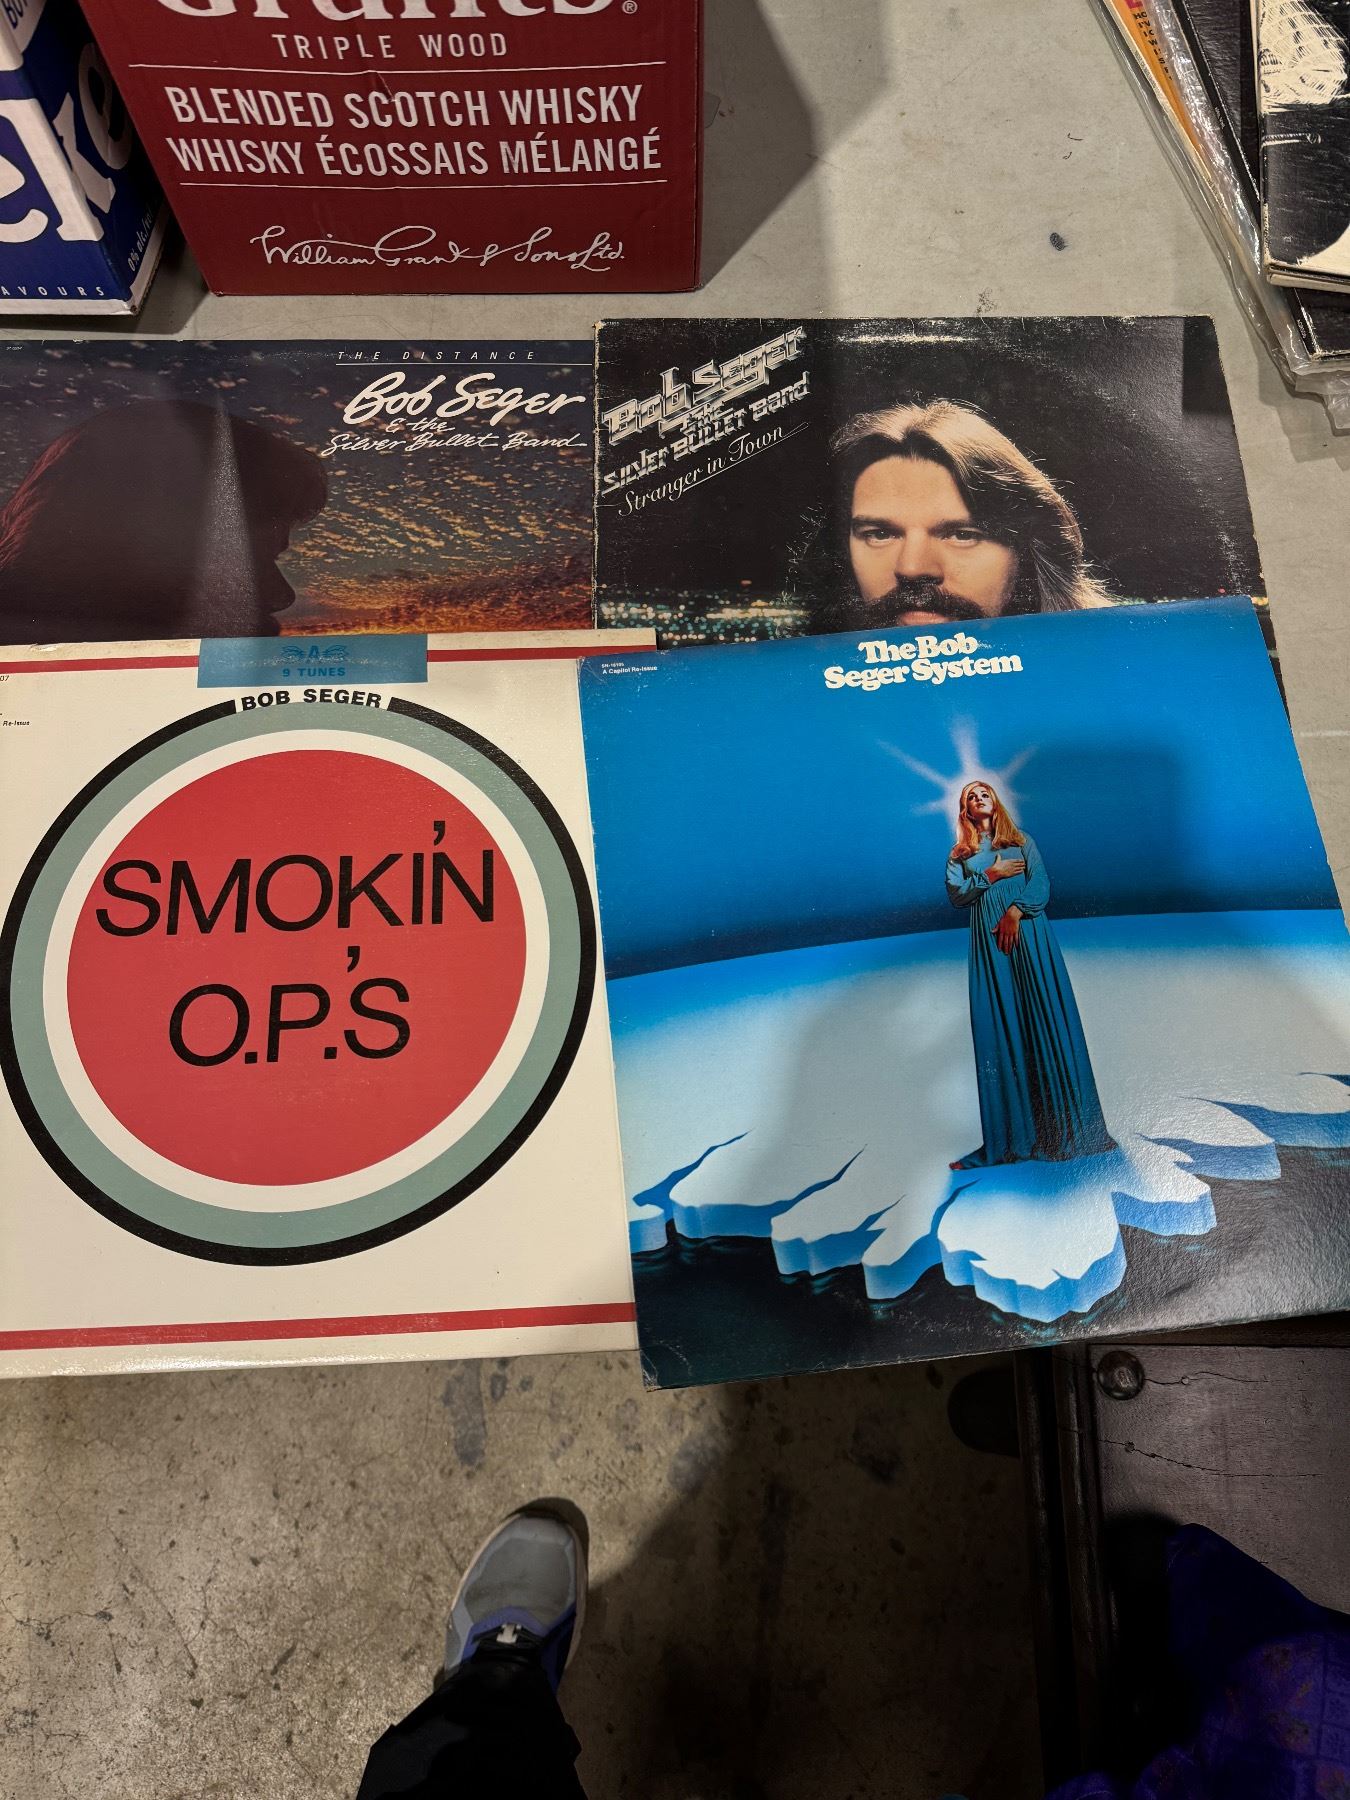 TRIPLE WOOD
BLENDED SCOTCH WHISKY
WHISKY ÉCOSSAIS MÉLANGÉ
William Grant & Sons Ltd.
THE DISTANCE
Bob Seger
& the
Silver Bullet Band
Bob Seger
& THE
SILVER BULLET Band
Stranger in Town
A
9 TUNES
BOB SEGER
Re-Issue
SMOKIN'
O.P.'S
SN-16105
A Capitol Re-Issue
The Bob
Seger System